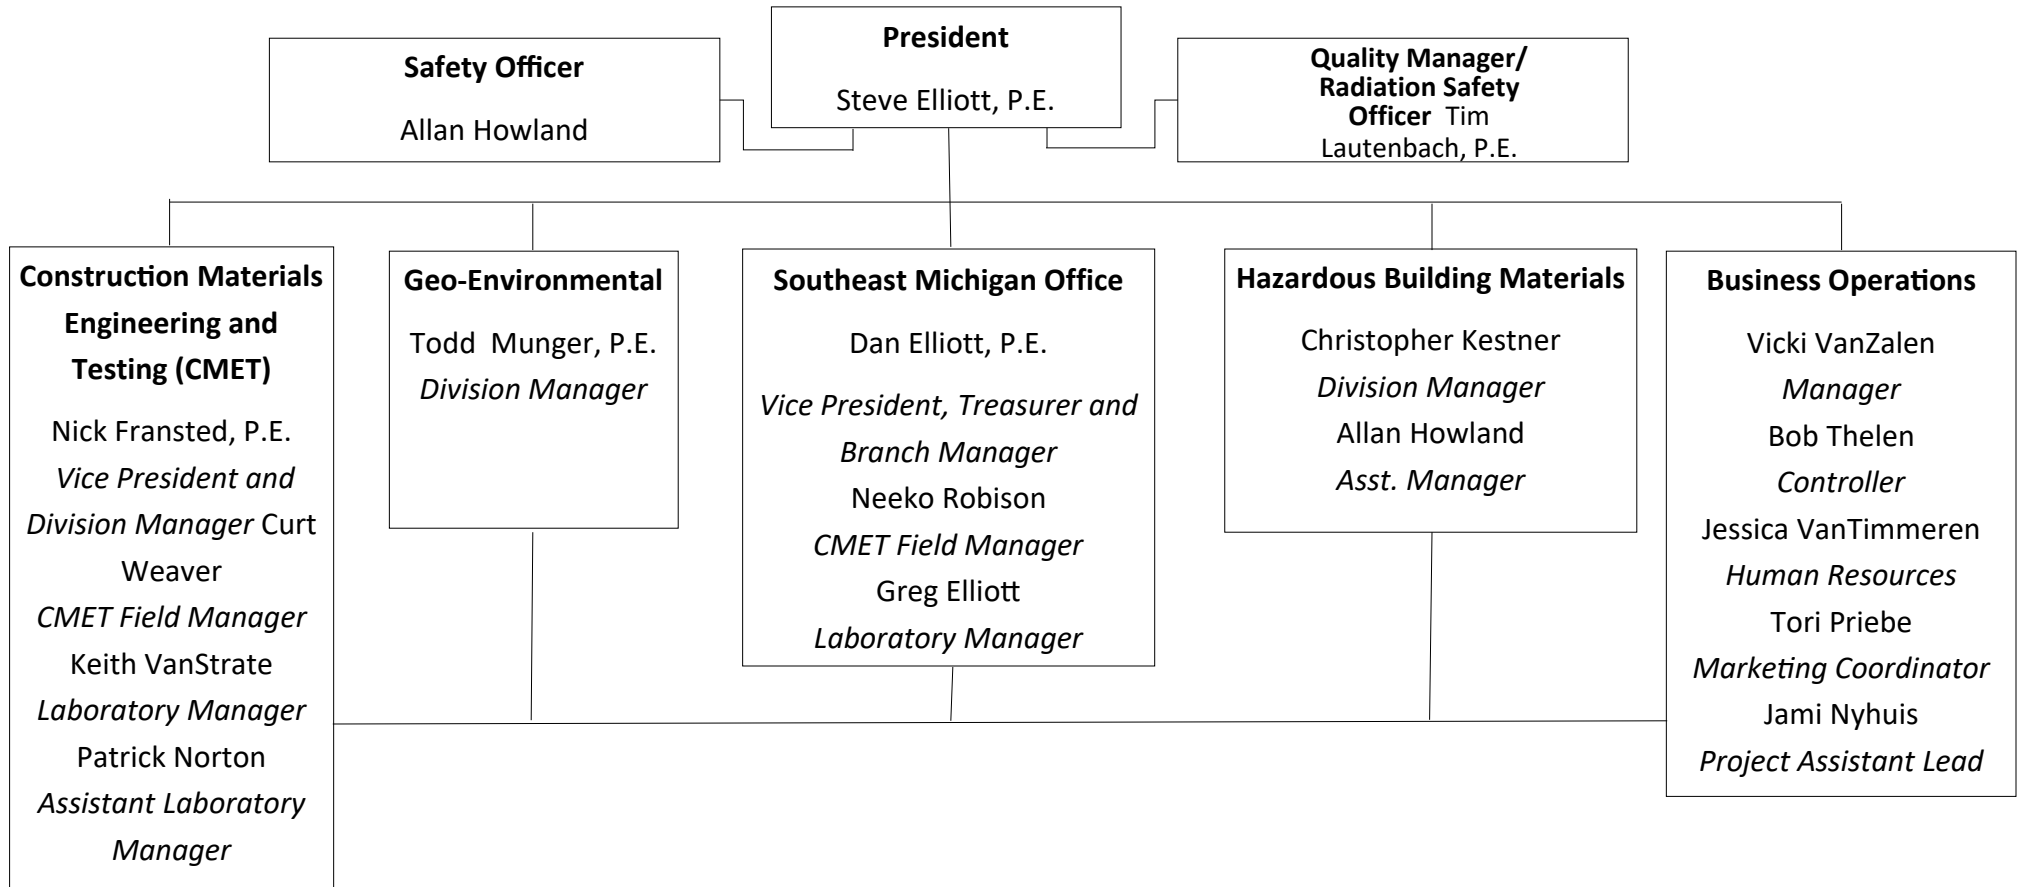 President
Steve Elliott, P.E.
Safety Officer
Allan Howland
Quality Manager/
Radiation Safety
Officer Tim
Lautenbach, P.E.
Construction Materials
Engineering and
Testing (CMET)
Nick Fransted, P.E.
Vice President and
Division Manager Curt
Weaver
CMET Field Manager
Keith VanStrate
Laboratory Manager
Patrick Norton
Assistant Laboratory
Manager
Geo-Environmental
Todd Munger, P.E.
Division Manager
Southeast Michigan Office
Dan Elliott, P.E.
Vice President, Treasurer and
Branch Manager
Neeko Robison
CMET Field Manager
Greg Elliott
Laboratory Manager
Hazardous Building Materials
Christopher Kestner
Division Manager
Allan Howland
Asst. Manager
Business Operations
Vicki VanZalen
Manager
Bob Thelen
Controller
Jessica VanTimmeren
Human Resources
Tori Priebe
Marketing Coordinator
Jami Nyhuis
Project Assistant Lead